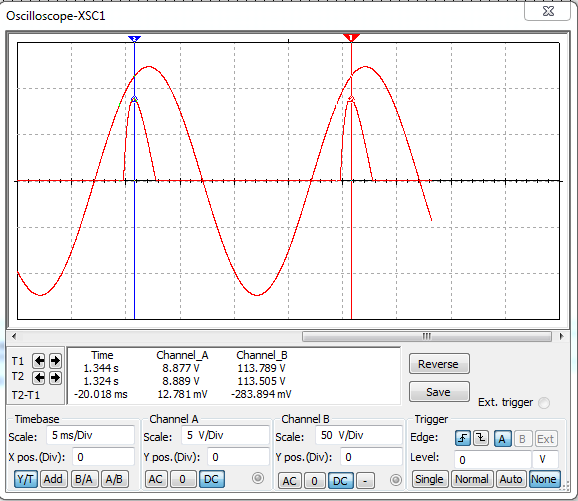 Oscilloscope-XSC1
2 1
T1
T2
T2-T1
Time Channel_A Channel_B
1.344 s 8.877 V 113.789 V
1.324 s 8.889 V 113.505 V
-20.018 ms 12.781 mV -283.894 mV
Reverse
Save
Ext. trigger
Timebase
Scale: 5 ms/Div
X pos.(Div): 0
Y/T Add B/A A/B
Channel A
Scale: 5 V/Div
Y pos.(Div): 0
AC 0 DC
Channel B
Scale: 50 V/Div
Y pos.(Div): 0
AC 0 DC -
Trigger
Edge: A B Ext
Level: 0 V
Single Normal Auto None